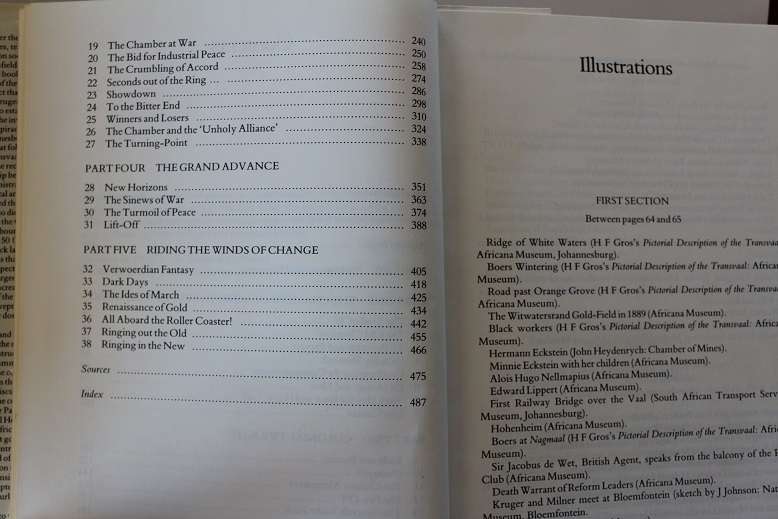 19 The Chamber at War 240
20 The Bid for Industrial Peace 250
21 The Crumbling of Accord 258
22 Seconds out of the Ring 274
23 Showdown 286
24 To the Bitter End 298
25 Winners and Losers 310
26 The Chamber and the ‘Unholy Alliance’ 324
27 The Turning-Point 338
PART FOUR THE GRAND ADVANCE
28 New Horizons 351
29 The Sinews of War 363
30 The Turmoil of Peace 374
31 Lift-Off 388
PART FIVE RIDING THE WINDS OF CHANGE
32 Verwoerdian Fantasy 405
33 Dark Days 418
34 The Ides of March 425
35 Renaissance of Gold 434
36 All Aboard the Roller Coaster! 442
37 Ringing out the Old 455
38 Ringing in the New 466
Sources 475
Index 487
Illustrations
FIRST SECTION
Between pages 64 and 65
Ridge of White Waters (H F Gros's Pictorial Description of the
Africana Museum, Johannesburg).
Boers Wintering (H F Gros's Pictorial Description of the Transvaal:
Museum).
Road past Orange Grove (H F Gros's Pictorial Description of the
Africana Museum).
The Witwaterstand Gold-Field in 1889 (Africana Museum).
Black workers (H F Gros's Pictorial Description of the Transvaal:
Museum).
Hermann Eckstein (John Heydenrych: Chamber of Mines).
Minnie Eckstein with her children (Africana Museum).
Alois Hugo Nellmapius (Africana Museum).
Edward Lippert (Africana Museum).
First Railway Bridge over the Vaal (South African Transport
Museum, Johannesburg).
Hohenheim (Africana Museum).
Boers at Nagmaal (H F Gros's Pictorial Description of the Transvaal:
Museum).
Sir Jacobus de Wet, British Agent, speaks from the balcony of the
Club (Africana Museum).
Death Warrant of Reform Leaders (Africana Museum).
Kruger and Milner meet at Bloemfontein (sketch by J Johnson:
Museum, Bloemfontein.